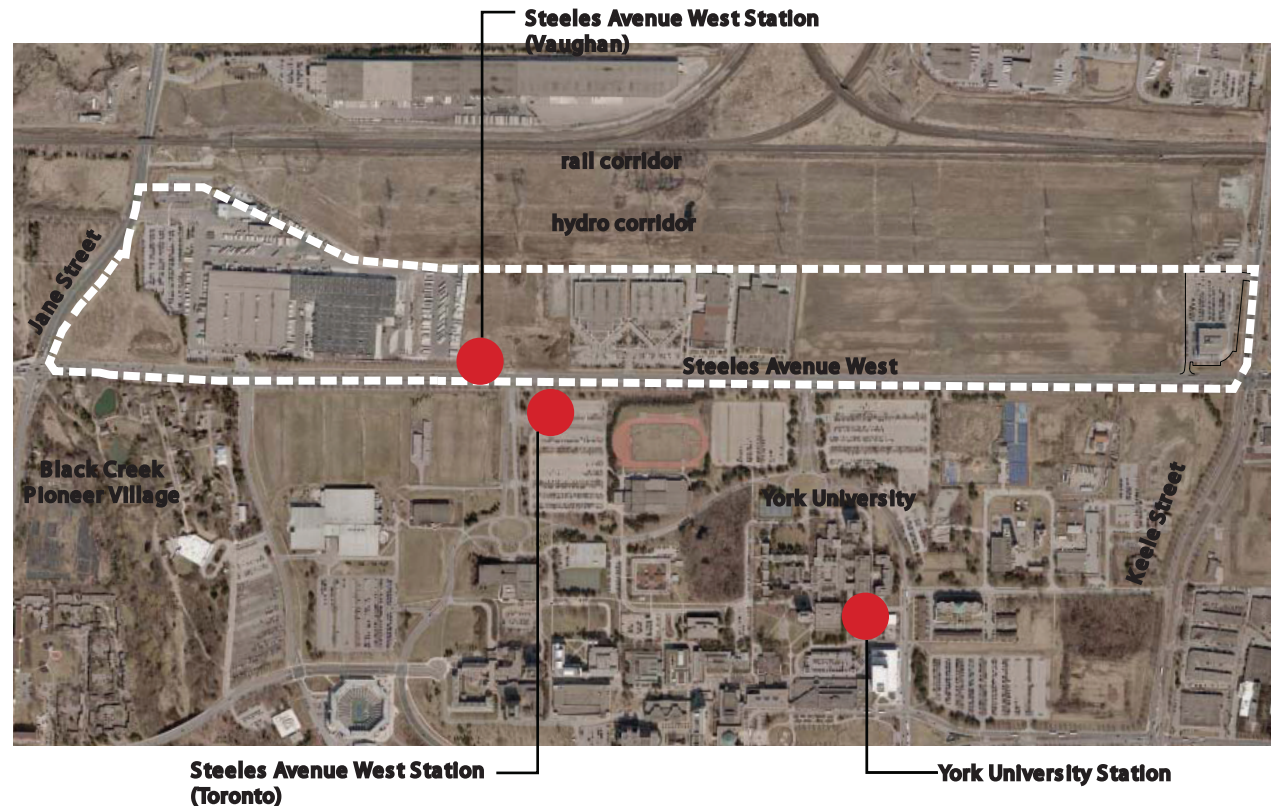 Steeles Avenue West Station
(Vaughan)
rail corridor
hydro corridor
Jane Street
Steeles Avenue West
Black Creek
Pioneer Village
York University
Keele Street
Steeles Avenue West Station
(Toronto)
York University Station